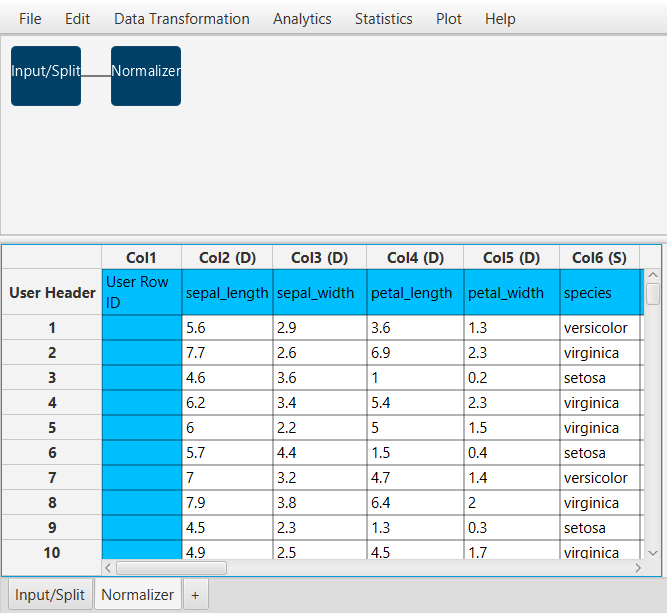 File Edit Data Transformation Analytics Statistics Plot Help
Input/Split Normalizer
Col1 Col2 (D) Col3 (D) Col4 (D) Col5 (D) Col6 (S)
User Header User Row ID sepal_length sepal_width petal_length petal_width species
1 5.6 2.9 3.6 1.3 versicolor
2 7.7 2.6 6.9 2.3 virginica
3 4.6 3.6 1 0.2 setosa
4 6.2 3.4 5.4 2.3 virginica
5 6 2.2 5 1.5 virginica
6 5.7 4.4 1.5 0.4 setosa
7 7 3.2 4.7 1.4 versicolor
8 7.9 3.8 6.4 2 virginica
9 4.5 2.3 1.3 0.3 setosa
10 4.9 2.5 4.5 1.7 virginica
Input/Split Normalizer +